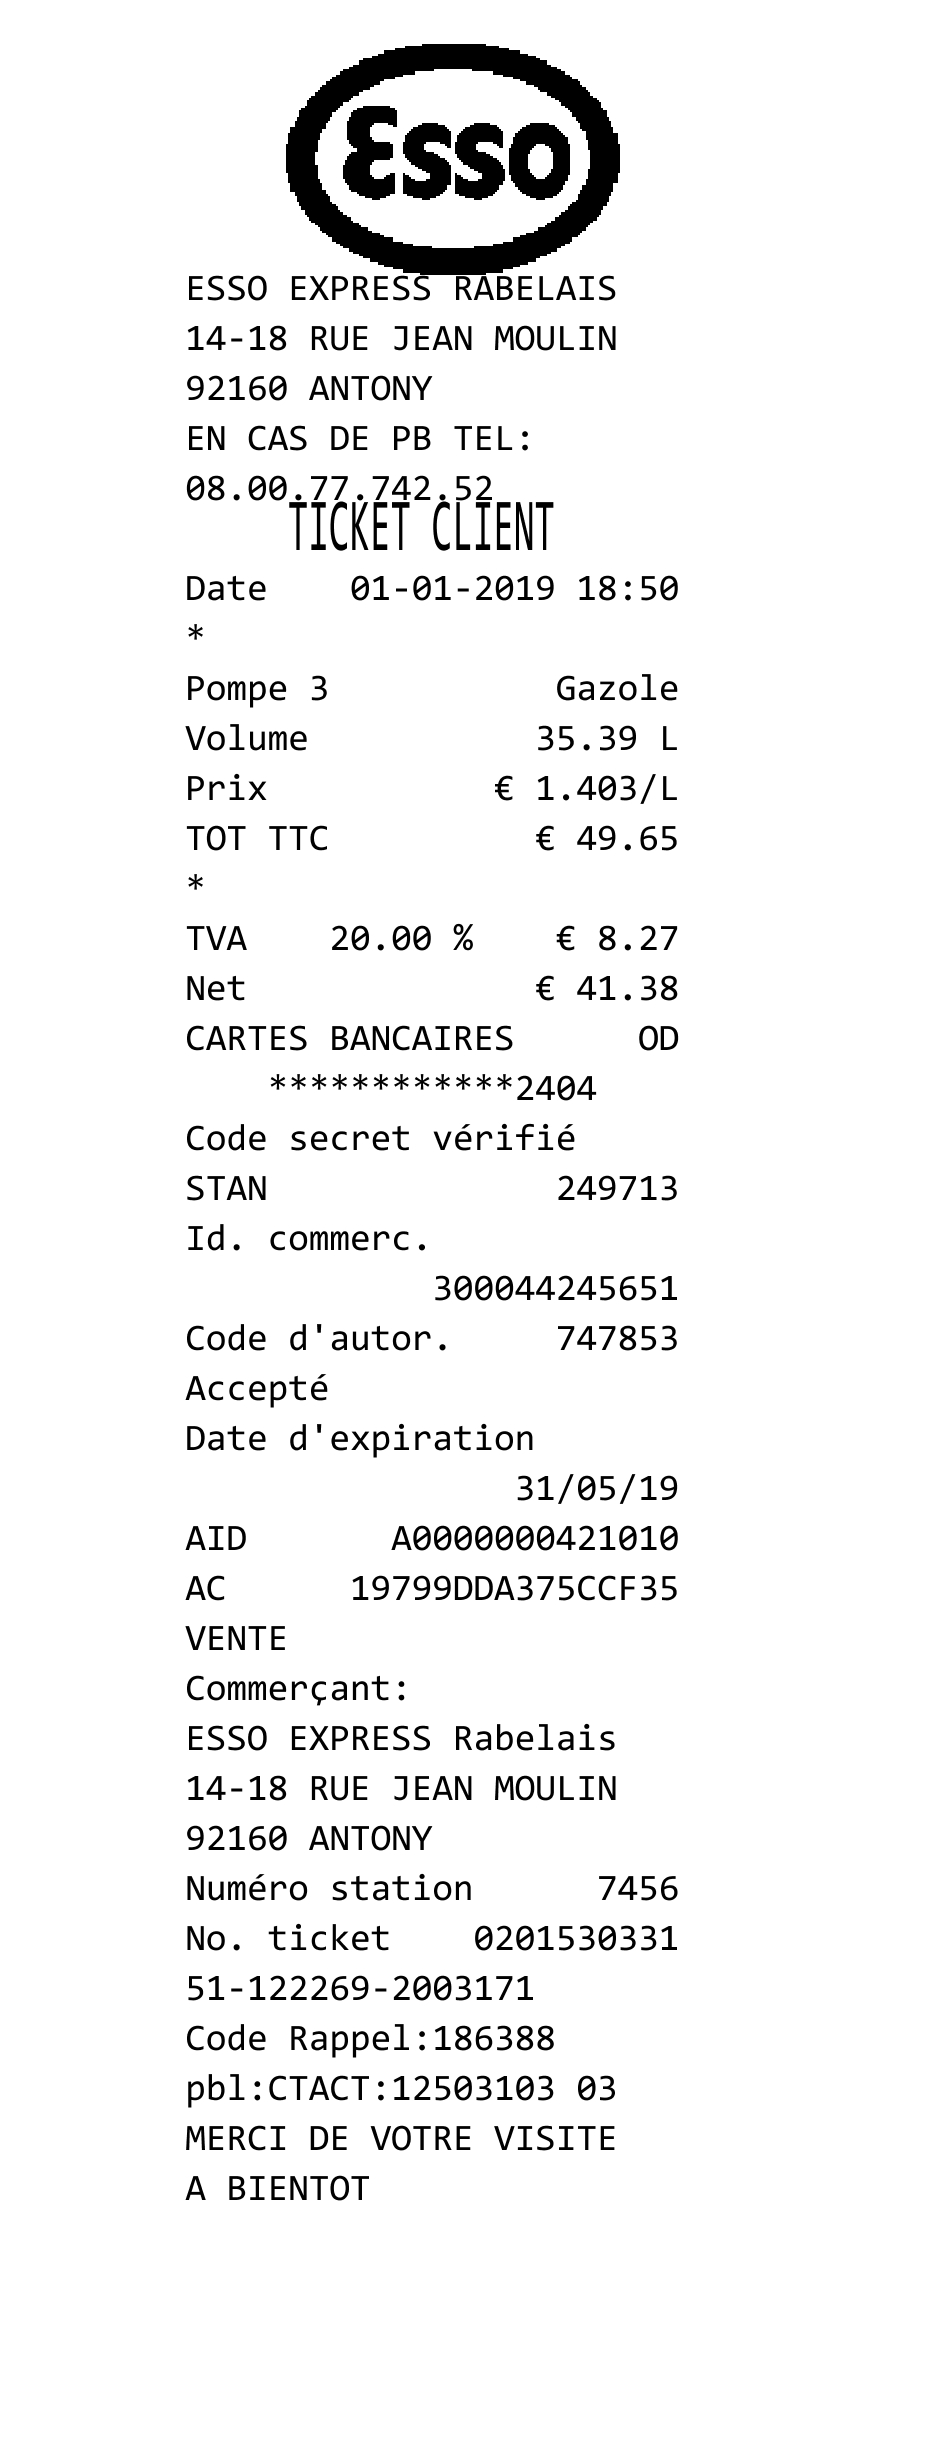 Esso
ESSO EXPRESS RABELAIS
14-18 RUE JEAN MOULIN
92160 ANTONY
EN CAS DE PB TEL:
08.00.77.742.52
TICKET CLIENT
Date 01-01-2019 18:50
*
Pompe 3 Gazole
Volume 35.39 L
Prix € 1.403/L
TOT TTC € 49.65
*
TVA 20.00 % € 8.27
Net € 41.38
CARTES BANCAIRES OD
************2404
Code secret vérifié
STAN 249713
Id. commerc.
300044245651
Code d'autor. 747853
Accepté
Date d'expiration
31/05/19
AID A0000000421010
AC 19799DDA375CCF35
VENTE
Commerçant:
ESSO EXPRESS Rabelais
14-18 RUE JEAN MOULIN
92160 ANTONY
Numéro station 7456
No. ticket 0201530331
51-122269-2003171
Code Rappel:186388
pbl:CTACT:12503103 03
MERCI DE VOTRE VISITE
A BIENTOT